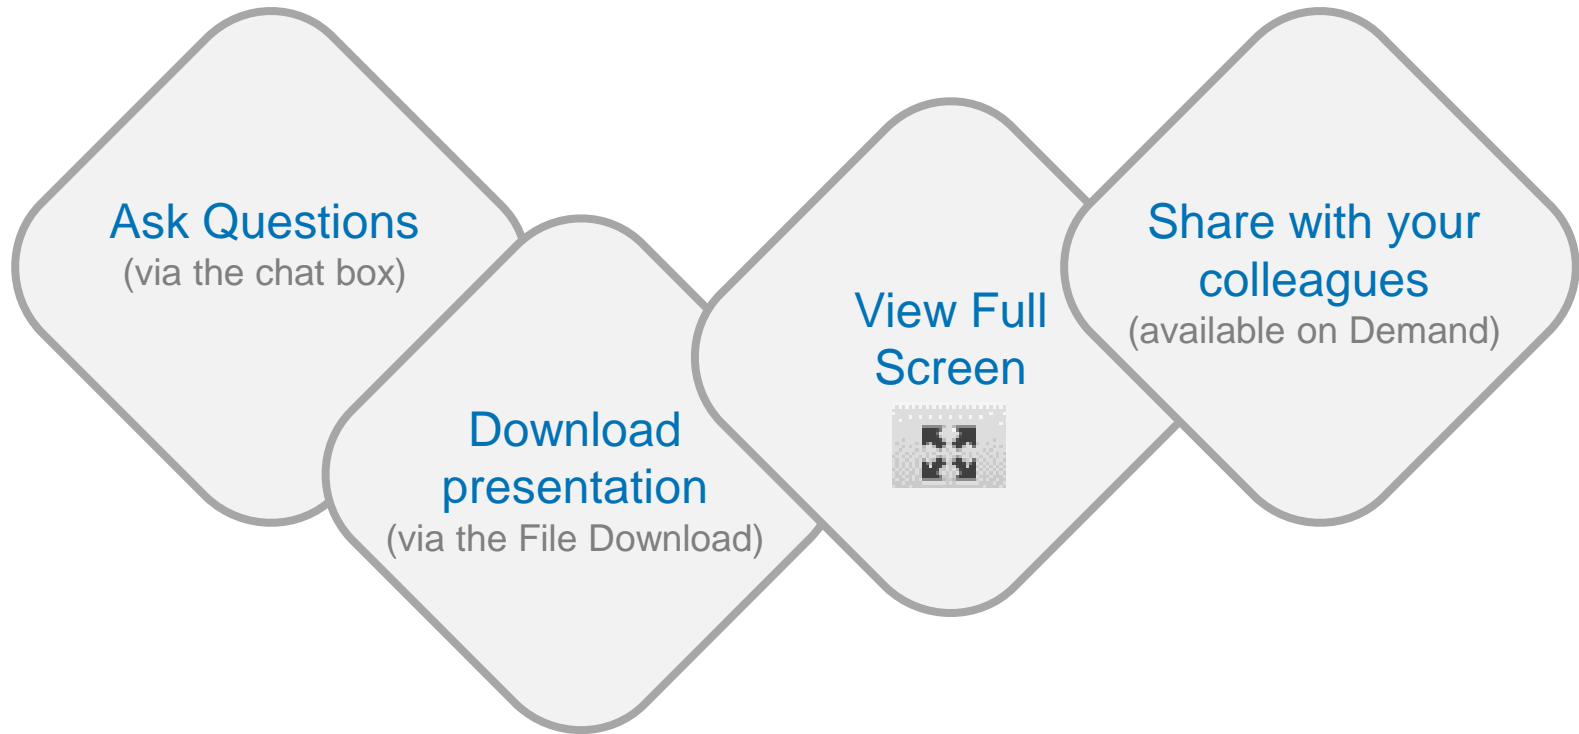 Ask Questions
(via the chat box)
Download
presentation
(via the File Download)
View Full
Screen
Share with your
colleagues
(available on Demand)